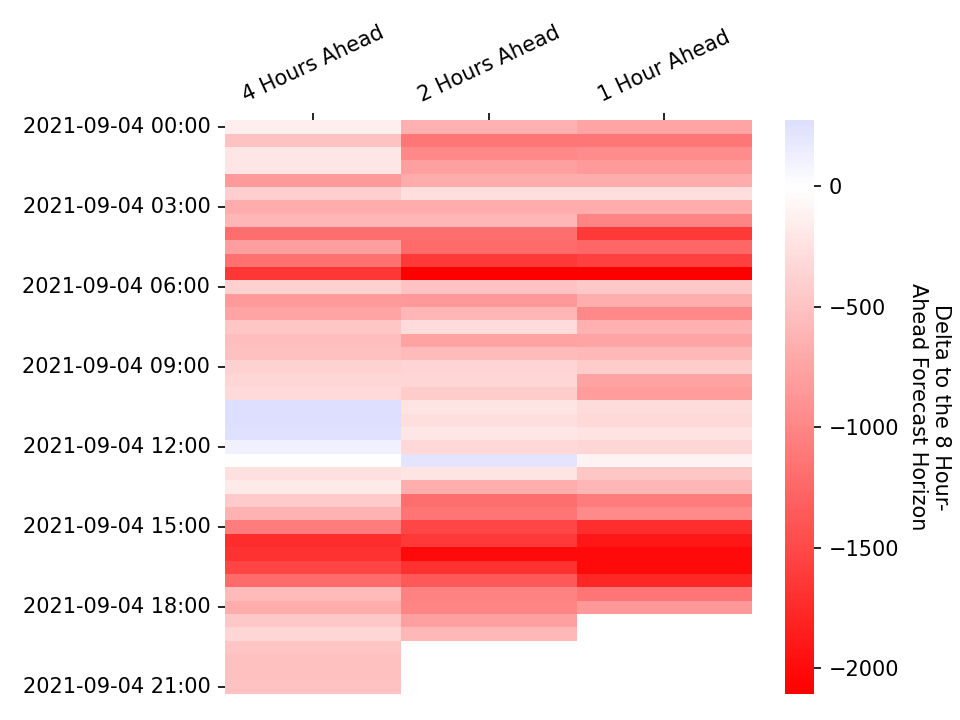 4 Hours Ahead
2 Hours Ahead
1 Hour Ahead
2021-09-04 00:00
2021-09-04 03:00
2021-09-04 06:00
2021-09-04 09:00
2021-09-04 12:00
2021-09-04 15:00
2021-09-04 18:00
2021-09-04 21:00
0
−500
−1000
−1500
−2000
Delta to the 8 Hour-
Ahead Forecast Horizon